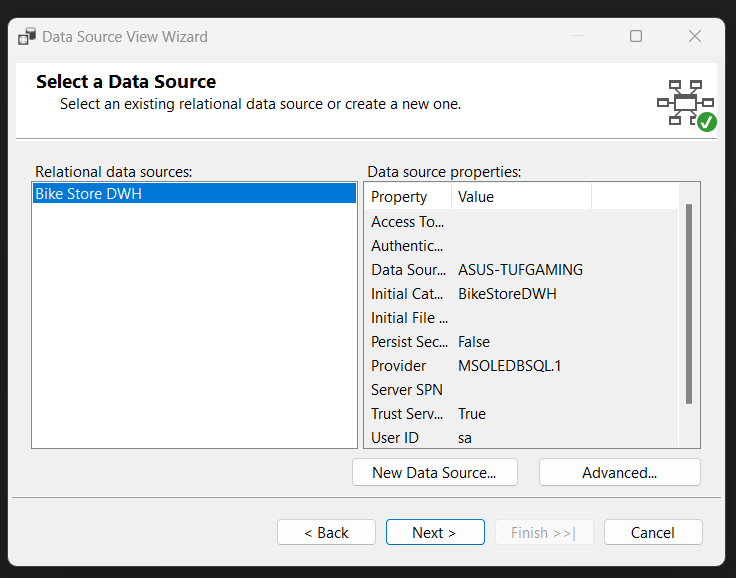 Data Source View Wizard
Select a Data Source
Select an existing relational data source or create a new one.
Relational data sources:
Bike Store DWH
Data source properties:
Property Value
Access To...
Authentic...
Data Sour... ASUS-TUFGAMING
Initial Cat... BikeStoreDWH
Initial File ...
Persist Sec... False
Provider MSOLEDBSQL.1
Server SPN
Trust Serv... True
User ID sa
New Data Source... Advanced...
< Back Next > Finish >>| Cancel